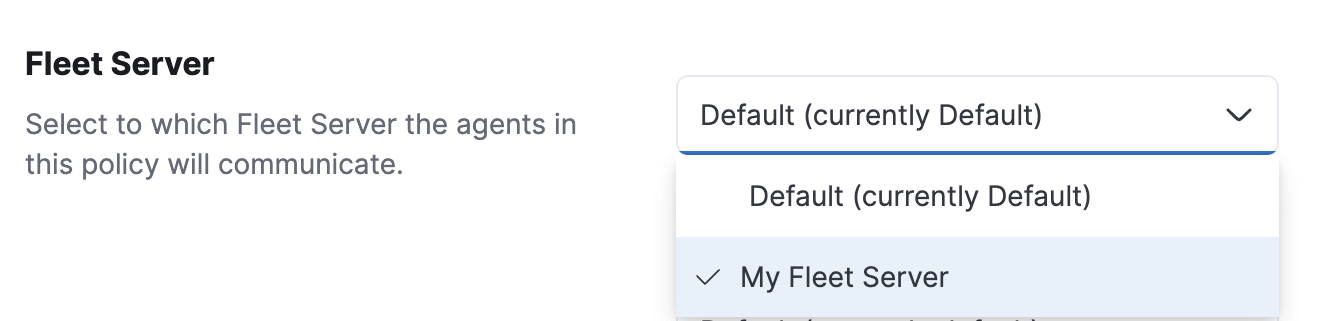 Fleet Server
Select to which Fleet Server the agents in
this policy will communicate.
Default (currently Default)
Default (currently Default)
My Fleet Server